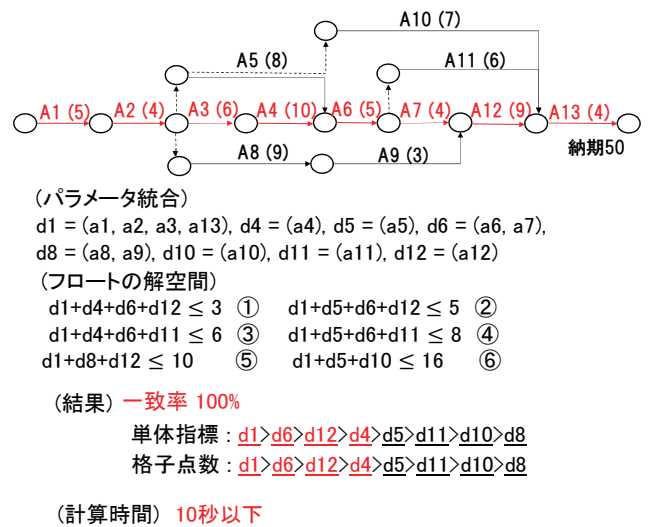 A10 (7)
A5 (8)
A11 (6)
A1 (5) A2 (4) A3 (6) A4 (10) A6 (5) A7 (4) A12 (9) A13 (4)
納期50
A8 (9)
A9 (3)
(パラメータ統合)
d1 = (a1, a2, a3, a13), d4 = (a4), d5 = (a5), d6 = (a6, a7),
d8 = (a8, a9), d10 = (a10), d11 = (a11), d12 = (a12)
(フロートの解空間)
d1+d4+d6+d12 ≤ 3 ① d1+d5+d6+d12 ≤ 5 ②
d1+d4+d6+d11 ≤ 6 ③ d1+d5+d6+d11 ≤ 8 ④
d1+d8+d12 ≤ 10 ⑤ d1+d5+d10 ≤ 16 ⑥
(結果) 一致率 100%
単体指標 : d1>d6>d12>d4>d5>d11>d10>d8
格子点数 : d1>d6>d12>d4>d5>d11>d10>d8
(計算時間) 10秒以下